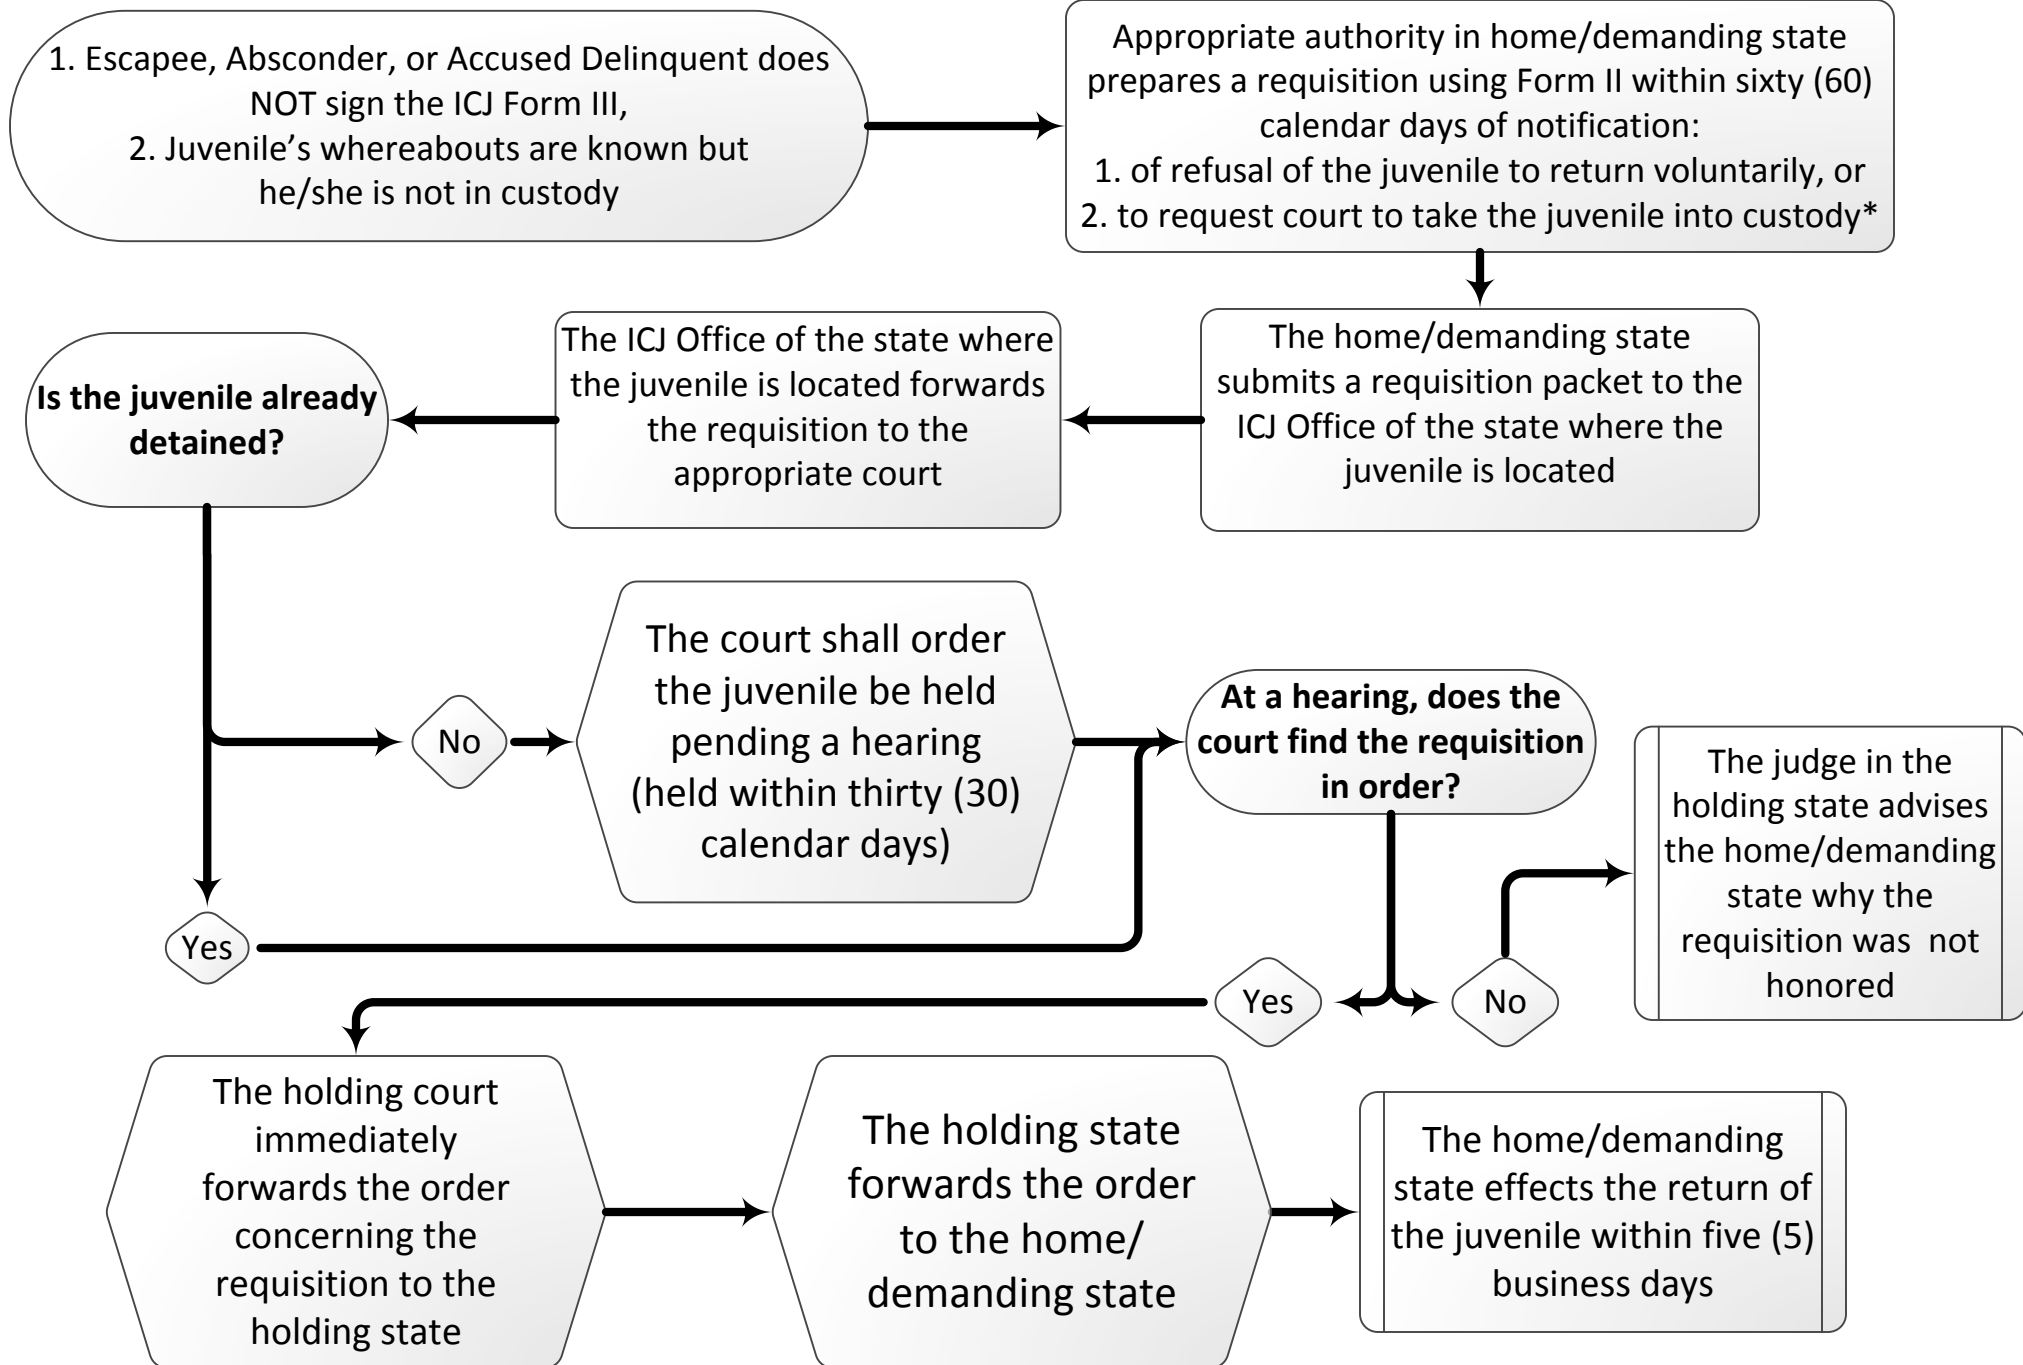 1. Escapee, Absconder, or Accused Delinquent does
NOT sign the ICJ Form III,
2. Juvenile’s whereabouts are known but
he/she is not in custody
Appropriate authority in home/demanding state
prepares a requisition using Form II within sixty (60)
calendar days of notification:
1. of refusal of the juvenile to return voluntarily, or
2. to request court to take the juvenile into custody*
The home/demanding state
submits a requisition packet to the
ICJ Office of the state where the
juvenile is located
The ICJ Office of the state where
the juvenile is located forwards
the requisition to the
appropriate court
Is the juvenile already
detained?
No
The court shall order
the juvenile be held
pending a hearing
(held within thirty (30)
calendar days)
Yes
At a hearing, does the
court find the requisition
in order?
No
The judge in the
holding state advises
the home/demanding
state why the
requisition was  not
honored
Yes
The holding court
immediately
forwards the order
concerning the
requisition to the
holding state
The holding state
forwards the order
to the home/
demanding state
The home/demanding
state effects the return of
the juvenile within five (5)
business days